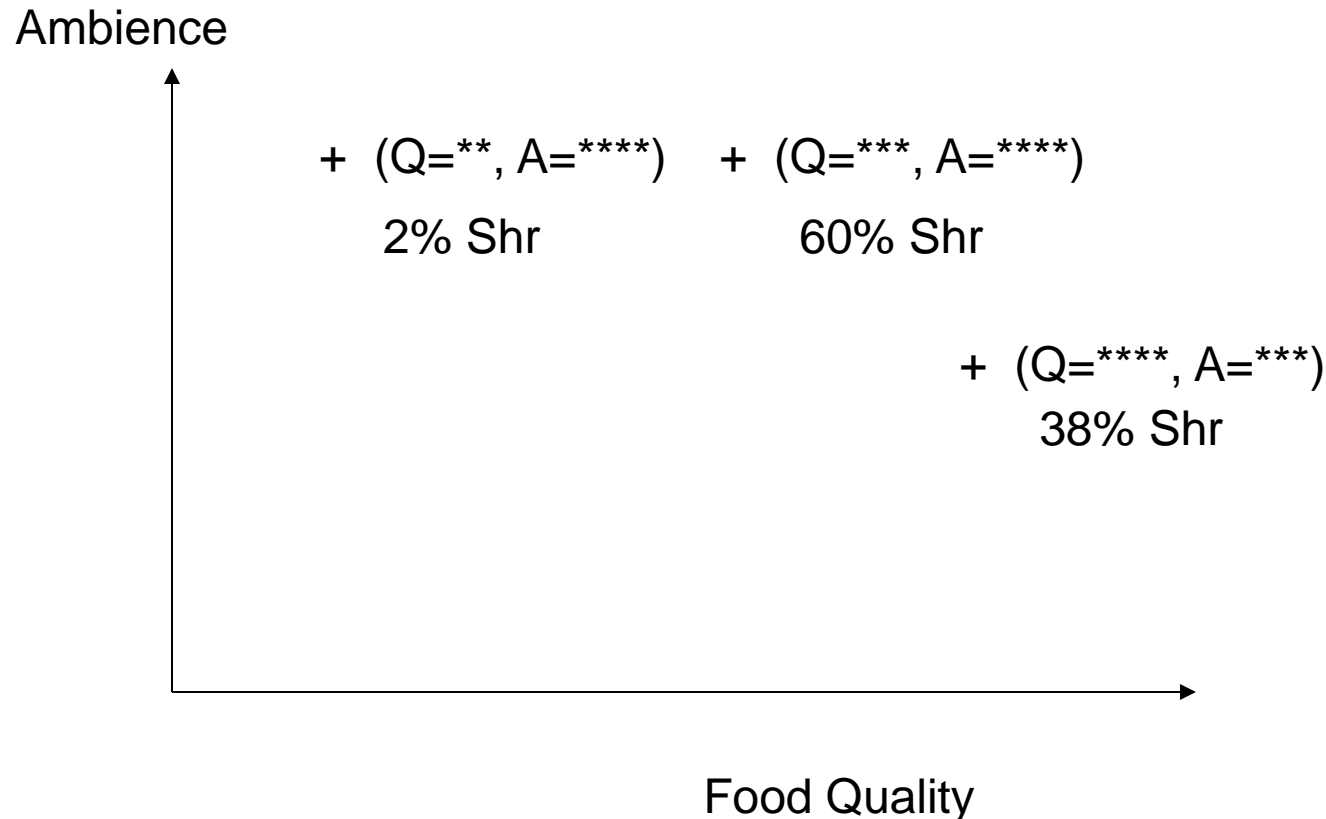 Ambience
+ (Q=**, A=****) + (Q=***, A=****)
2% Shr 60% Shr
+ (Q=****, A=***)
38% Shr
Food Quality